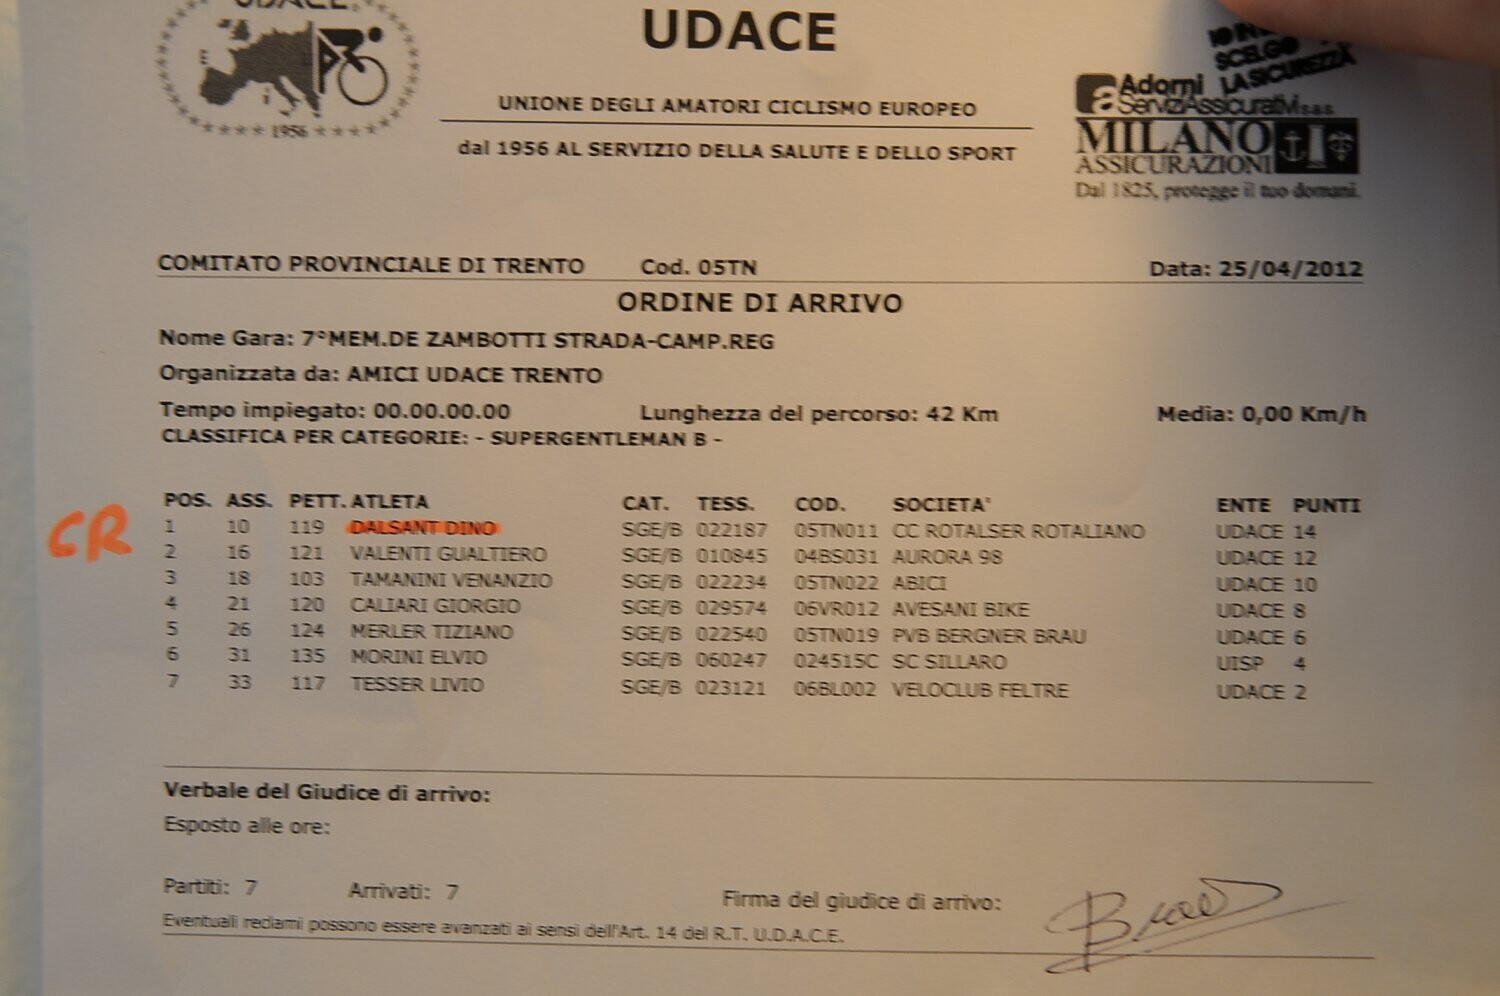 UDACE
UDACE
UNIONE DEGLI AMATORI CICLISMO EUROPEO
dal 1956 AL SERVIZIO DELLA SALUTE E DELLO SPORT
1956
SCELGO
LA SICUREZZA
Adorni
ServiziAssicurativi s.a.s.
MILANO
ASSICURAZIONI
Dal 1825, protegge il tuo domani.
COMITATO PROVINCIALE DI TRENTO Cod. 05TN Data: 25/04/2012
ORDINE DI ARRIVO
Nome Gara: 7°MEM.DE ZAMBOTTI STRADA-CAMP.REG
Organizzata da: AMICI UDACE TRENTO
Tempo impiegato: 00.00.00.00 Lunghezza del percorso: 42 Km Media: 0,00 Km/h
CLASSIFICA PER CATEGORIE: - SUPERGENTLEMAN B -
POS. ASS. PETT. ATLETA CAT. TESS. COD. SOCIETA' ENTE PUNTI
CR 1 10 119 DALSANT DINO SGE/B 022187 05TN011 CC ROTALSER ROTALIANO UDACE 14
2 16 121 VALENTI GUALTIERO SGE/B 010845 04BS031 AURORA 98 UDACE 12
3 18 103 TAMANINI VENANZIO SGE/B 022234 05TN022 ABICI UDACE 10
4 21 120 CALIARI GIORGIO SGE/B 029574 06VR012 AVESANI BIKE UDACE 8
5 26 124 MERLER TIZIANO SGE/B 022540 05TN019 PVB BERGNER BRAU UDACE 6
6 31 135 MORINI ELVIO SGE/B 060247 024515C SC SILLARO UISP 4
7 33 117 TESSER LIVIO SGE/B 023121 06BL002 VELOCLUB FELTRE UDACE 2
Verbale del Giudice di arrivo:
Esposto alle ore:
Partiti: 7 Arrivati: 7 Firma del giudice di arrivo:
Eventuali reclami possono essere avanzati ai sensi dell'Art. 14 del R.T. U.D.A.C.E.